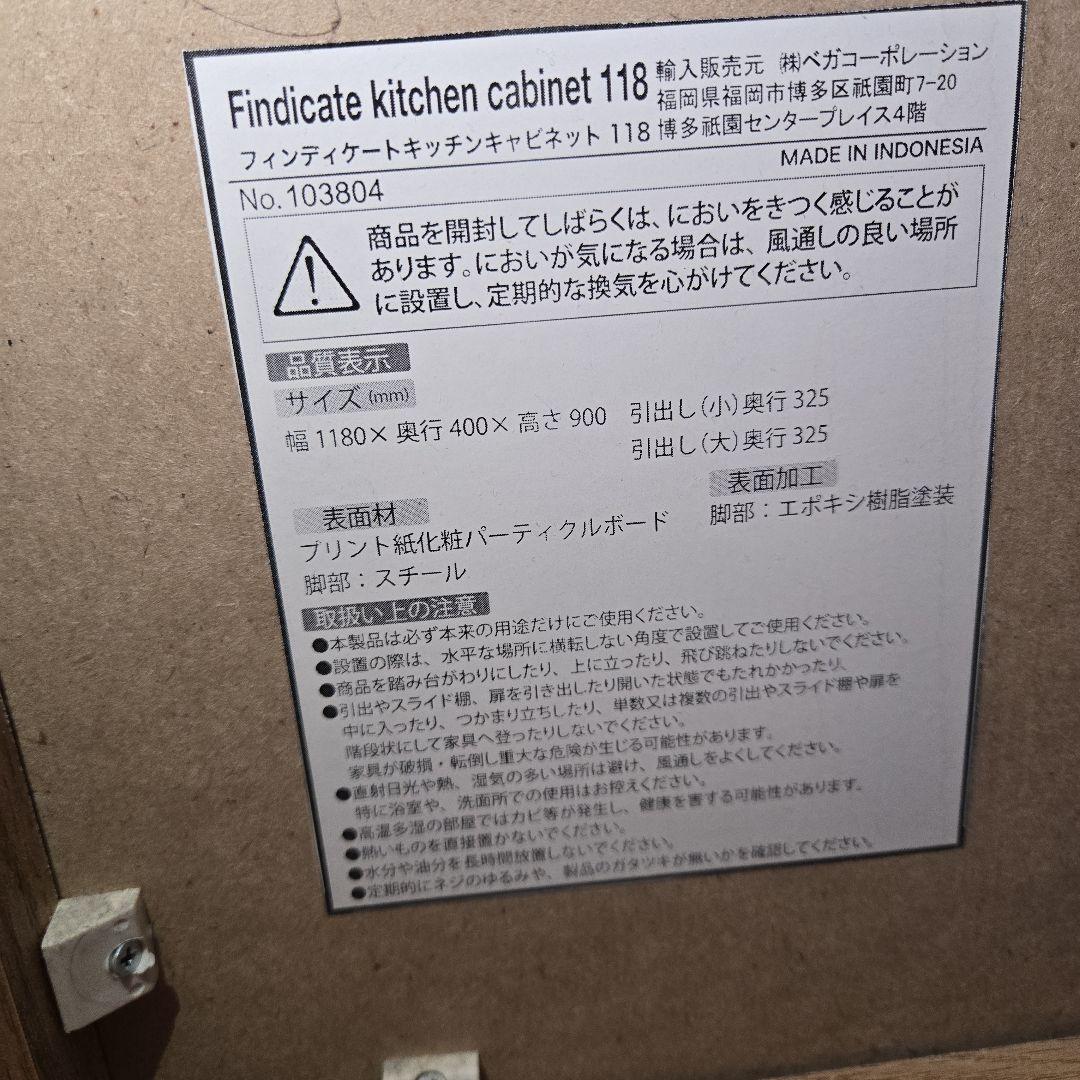 Findicate kitchen cabinet 118
フィンディケートキッチンキャビネット 118
輸入販売元 ㈱ベガコーポレーション
福岡県福岡市博多区祇園町7-20
博多祇園センタープレイス4階
MADE IN INDONESIA
No.103804
商品を開封してしばらくは、においをきつく感じることが
あります。においが気になる場合は、風通しの良い場所
に設置し、定期的な換気を心がけてください。
品質表示
サイズ(mm)
幅1180×奥行400×高さ900
引出し(小)奥行325
引出し(大)奥行325
表面材
プリント紙化粧パーティクルボード
脚部：スチール
表面加工
脚部：エポキシ樹脂塗装
取扱い上の注意
●本製品は必ず本来の用途だけにご使用ください。
●設置の際は、水平な場所に横転しない角度で設置してご使用ください。
●商品を踏み台がわりにしたり、上に立ったり、飛び跳ねたりしないでください。
●引出やスライド棚、扉を引き出したり開いた状態でもたれかかったり、
中に入ったり、つかまり立ちしたり、単数又は複数の引出やスライド棚や扉を
階段状にして家具へ登ったりしないでください。
家具が破損・転倒し重大な危険が生じる可能性があります。
●直射日光や熱、湿気の多い場所は避け、風通しをよくしてください。
特に浴室や、洗面所での使用はお控えください。
●高湿多湿の部屋ではカビ等が発生し、健康を害する可能性があります。
●熱いものを直接置かないでください。
●水分や油分を長時間放置しないでください。
●定期的にネジのゆるみや、製品のガタツキが無いかを確認してください。